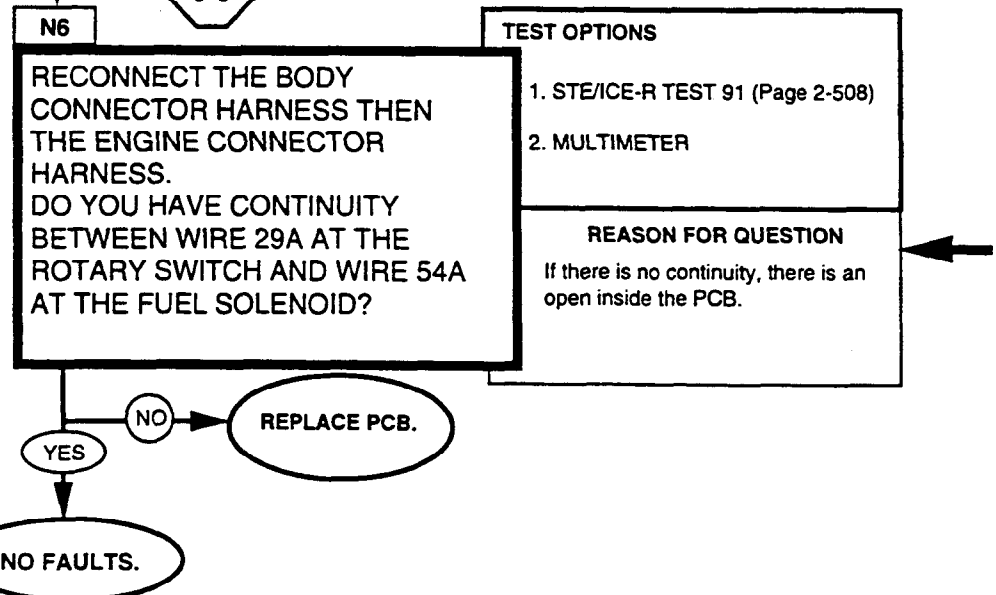 N6
RECONNECT THE BODY
CONNECTOR HARNESS THEN
THE ENGINE CONNECTOR
HARNESS.
DO YOU HAVE CONTINUITY
BETWEEN WIRE 29A AT THE
ROTARY SWITCH AND WIRE 54A
AT THE FUEL SOLENOID?
TEST OPTIONS
1. STE/ICE-R TEST 91 (Page 2-508)
2. MULTIMETER
REASON FOR QUESTION
If there is no continuity, there is an
open inside the PCB.
NO
REPLACE PCB.
YES
NO FAULTS.